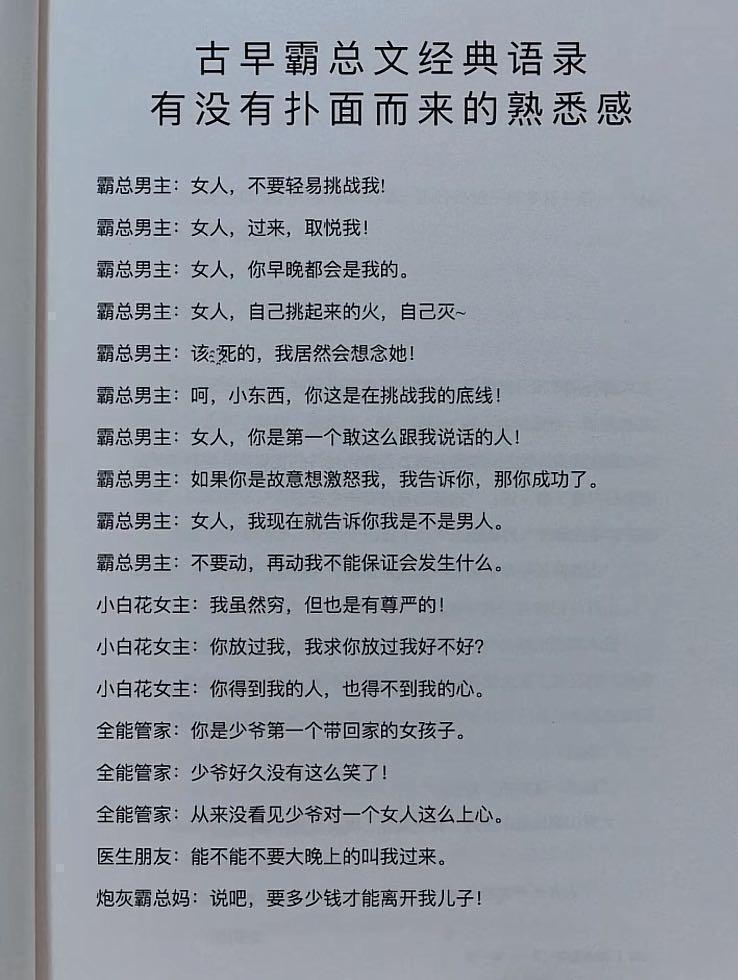 古早霸总文经典语录
有没有扑面而来的熟悉感
霸总男主：女人，不要轻易挑战我！
霸总男主：女人，过来，取悦我！
霸总男主：女人，你早晚都会是我的。
霸总男主：女人，自己挑起来的火，自己灭~
霸总男主：该死的，我居然会想念她！
霸总男主：呵，小东西，你这是在挑战我的底线！
霸总男主：女人，你是第一个敢这么跟我说话的人！
霸总男主：如果你是故意想激怒我，我告诉你，那你成功了。
霸总男主：女人，我现在就告诉你我是不是男人。
霸总男主：不要动，再动我不能保证会发生什么。
小白花女主：我虽然穷，但也是有尊严的！
小白花女主：你放过我，我求你放过我好不好？
小白花女主：你得到我的人，也得不到我的心。
全能管家：你是少爷第一个带回家的女孩子。
全能管家：少爷好久没有这么笑了！
全能管家：从来没看见少爷对一个女人这么上心。
医生朋友：能不能不要大晚上的叫我过来。
炮灰霸总妈：说吧，要多少钱才能离开我儿子！